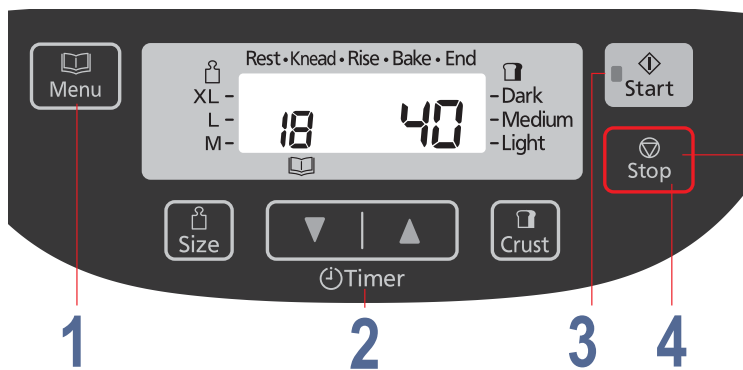 Menu
Rest • Knead • Rise • Bake • End
XL – – Dark
L – – Medium
M – – Light
18 40
Start
Stop
Size
Crust
Timer
1 2 3 4